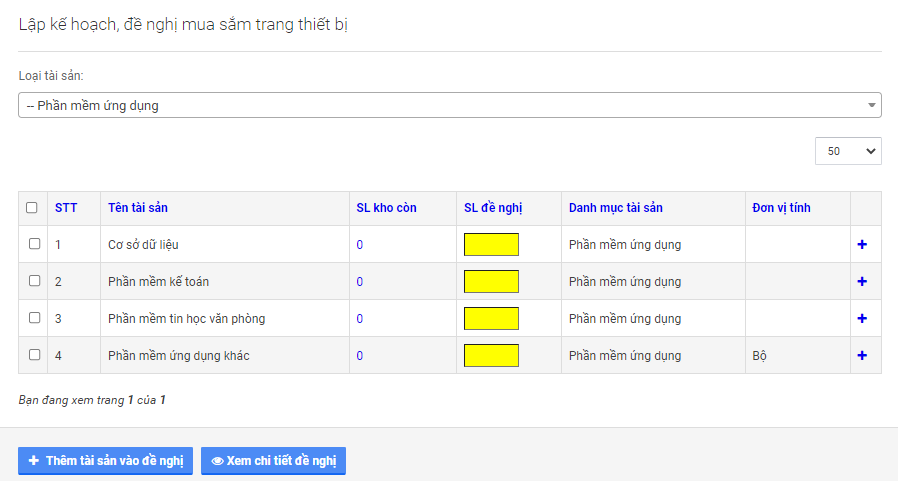 Lập kế hoạch, đề nghị mua sắm trang thiết bị
Loại tài sản:
-- Phần mềm ứng dụng
50
STT Tên tài sản SL kho còn SL đề nghị Danh mục tài sản Đơn vị tính
1 Cơ sở dữ liệu 0 Phần mềm ứng dụng +
2 Phần mềm kế toán 0 Phần mềm ứng dụng +
3 Phần mềm tin học văn phòng 0 Phần mềm ứng dụng +
4 Phần mềm ứng dụng khác 0 Phần mềm ứng dụng Bộ +
Bạn đang xem trang 1 của 1
+ Thêm tài sản vào đề nghị Xem chi tiết đề nghị